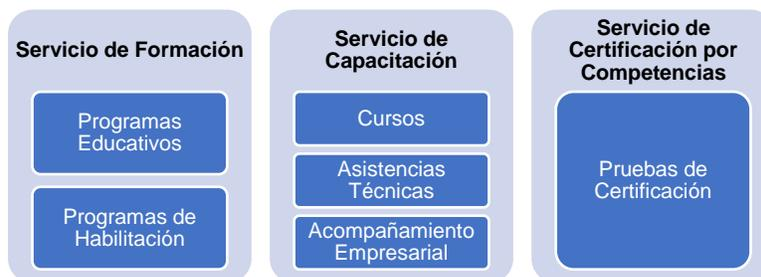 Servicio de Formación
Programas
Educativos
Programas de
Habilitación
Servicio de
Capacitación
Cursos
Asistencias
Técnicas
Acompañamiento
Empresarial
Servicio de
Certificación por
Competencias
Pruebas de
Certificación